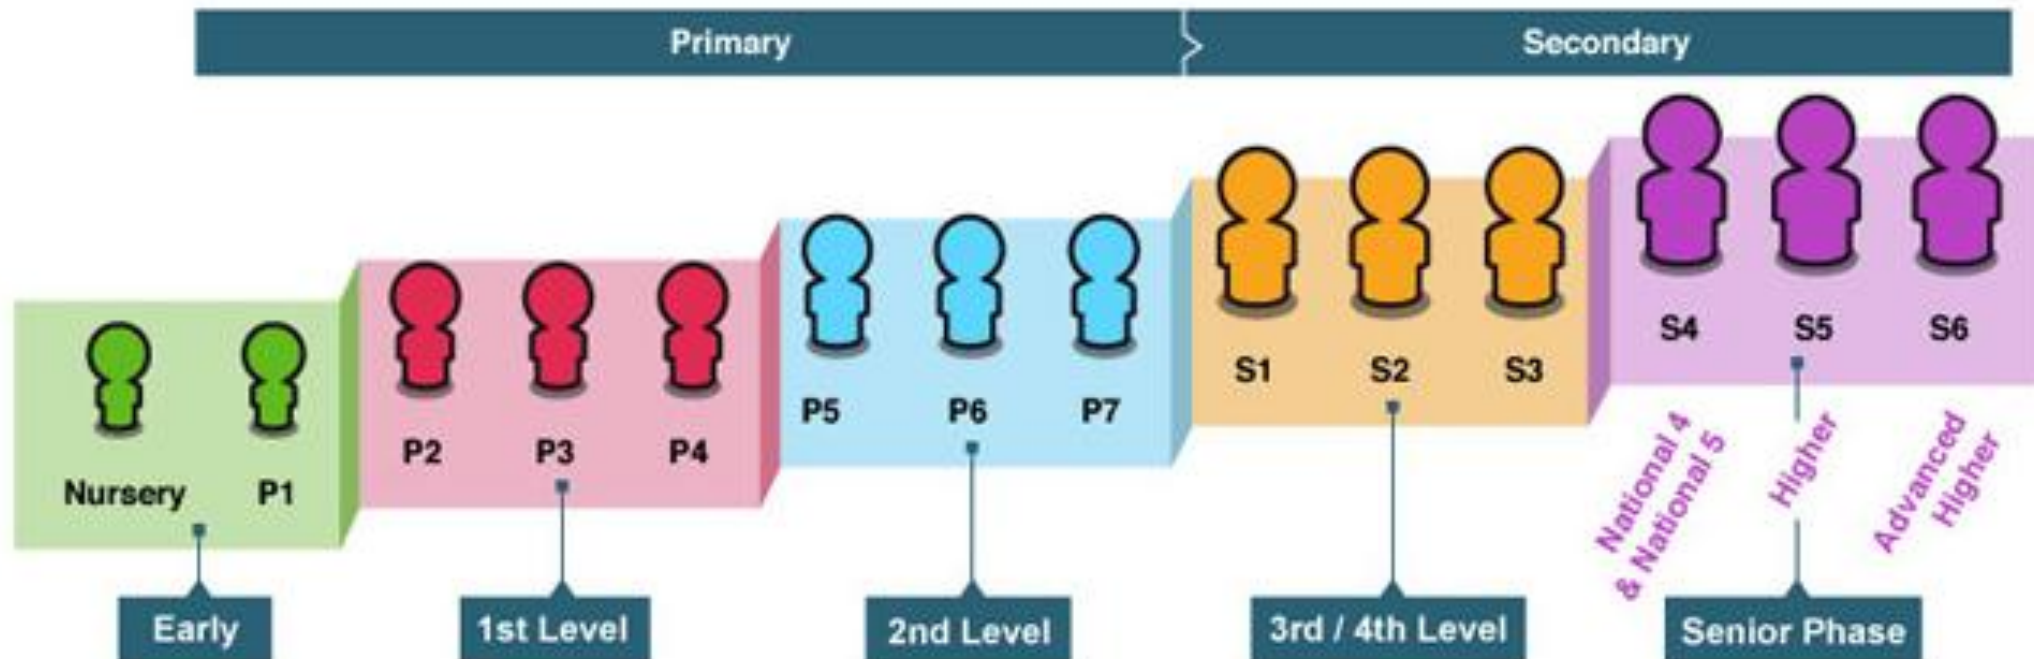 Primary
Secondary
Nursery
P1
P2
P3
P4
P5
P6
P7
S1
S2
S3
S4
S5
S6
National 4
& National 5
Higher
Advanced
Higher
Early
1st Level
2nd Level
3rd / 4th Level
Senior Phase